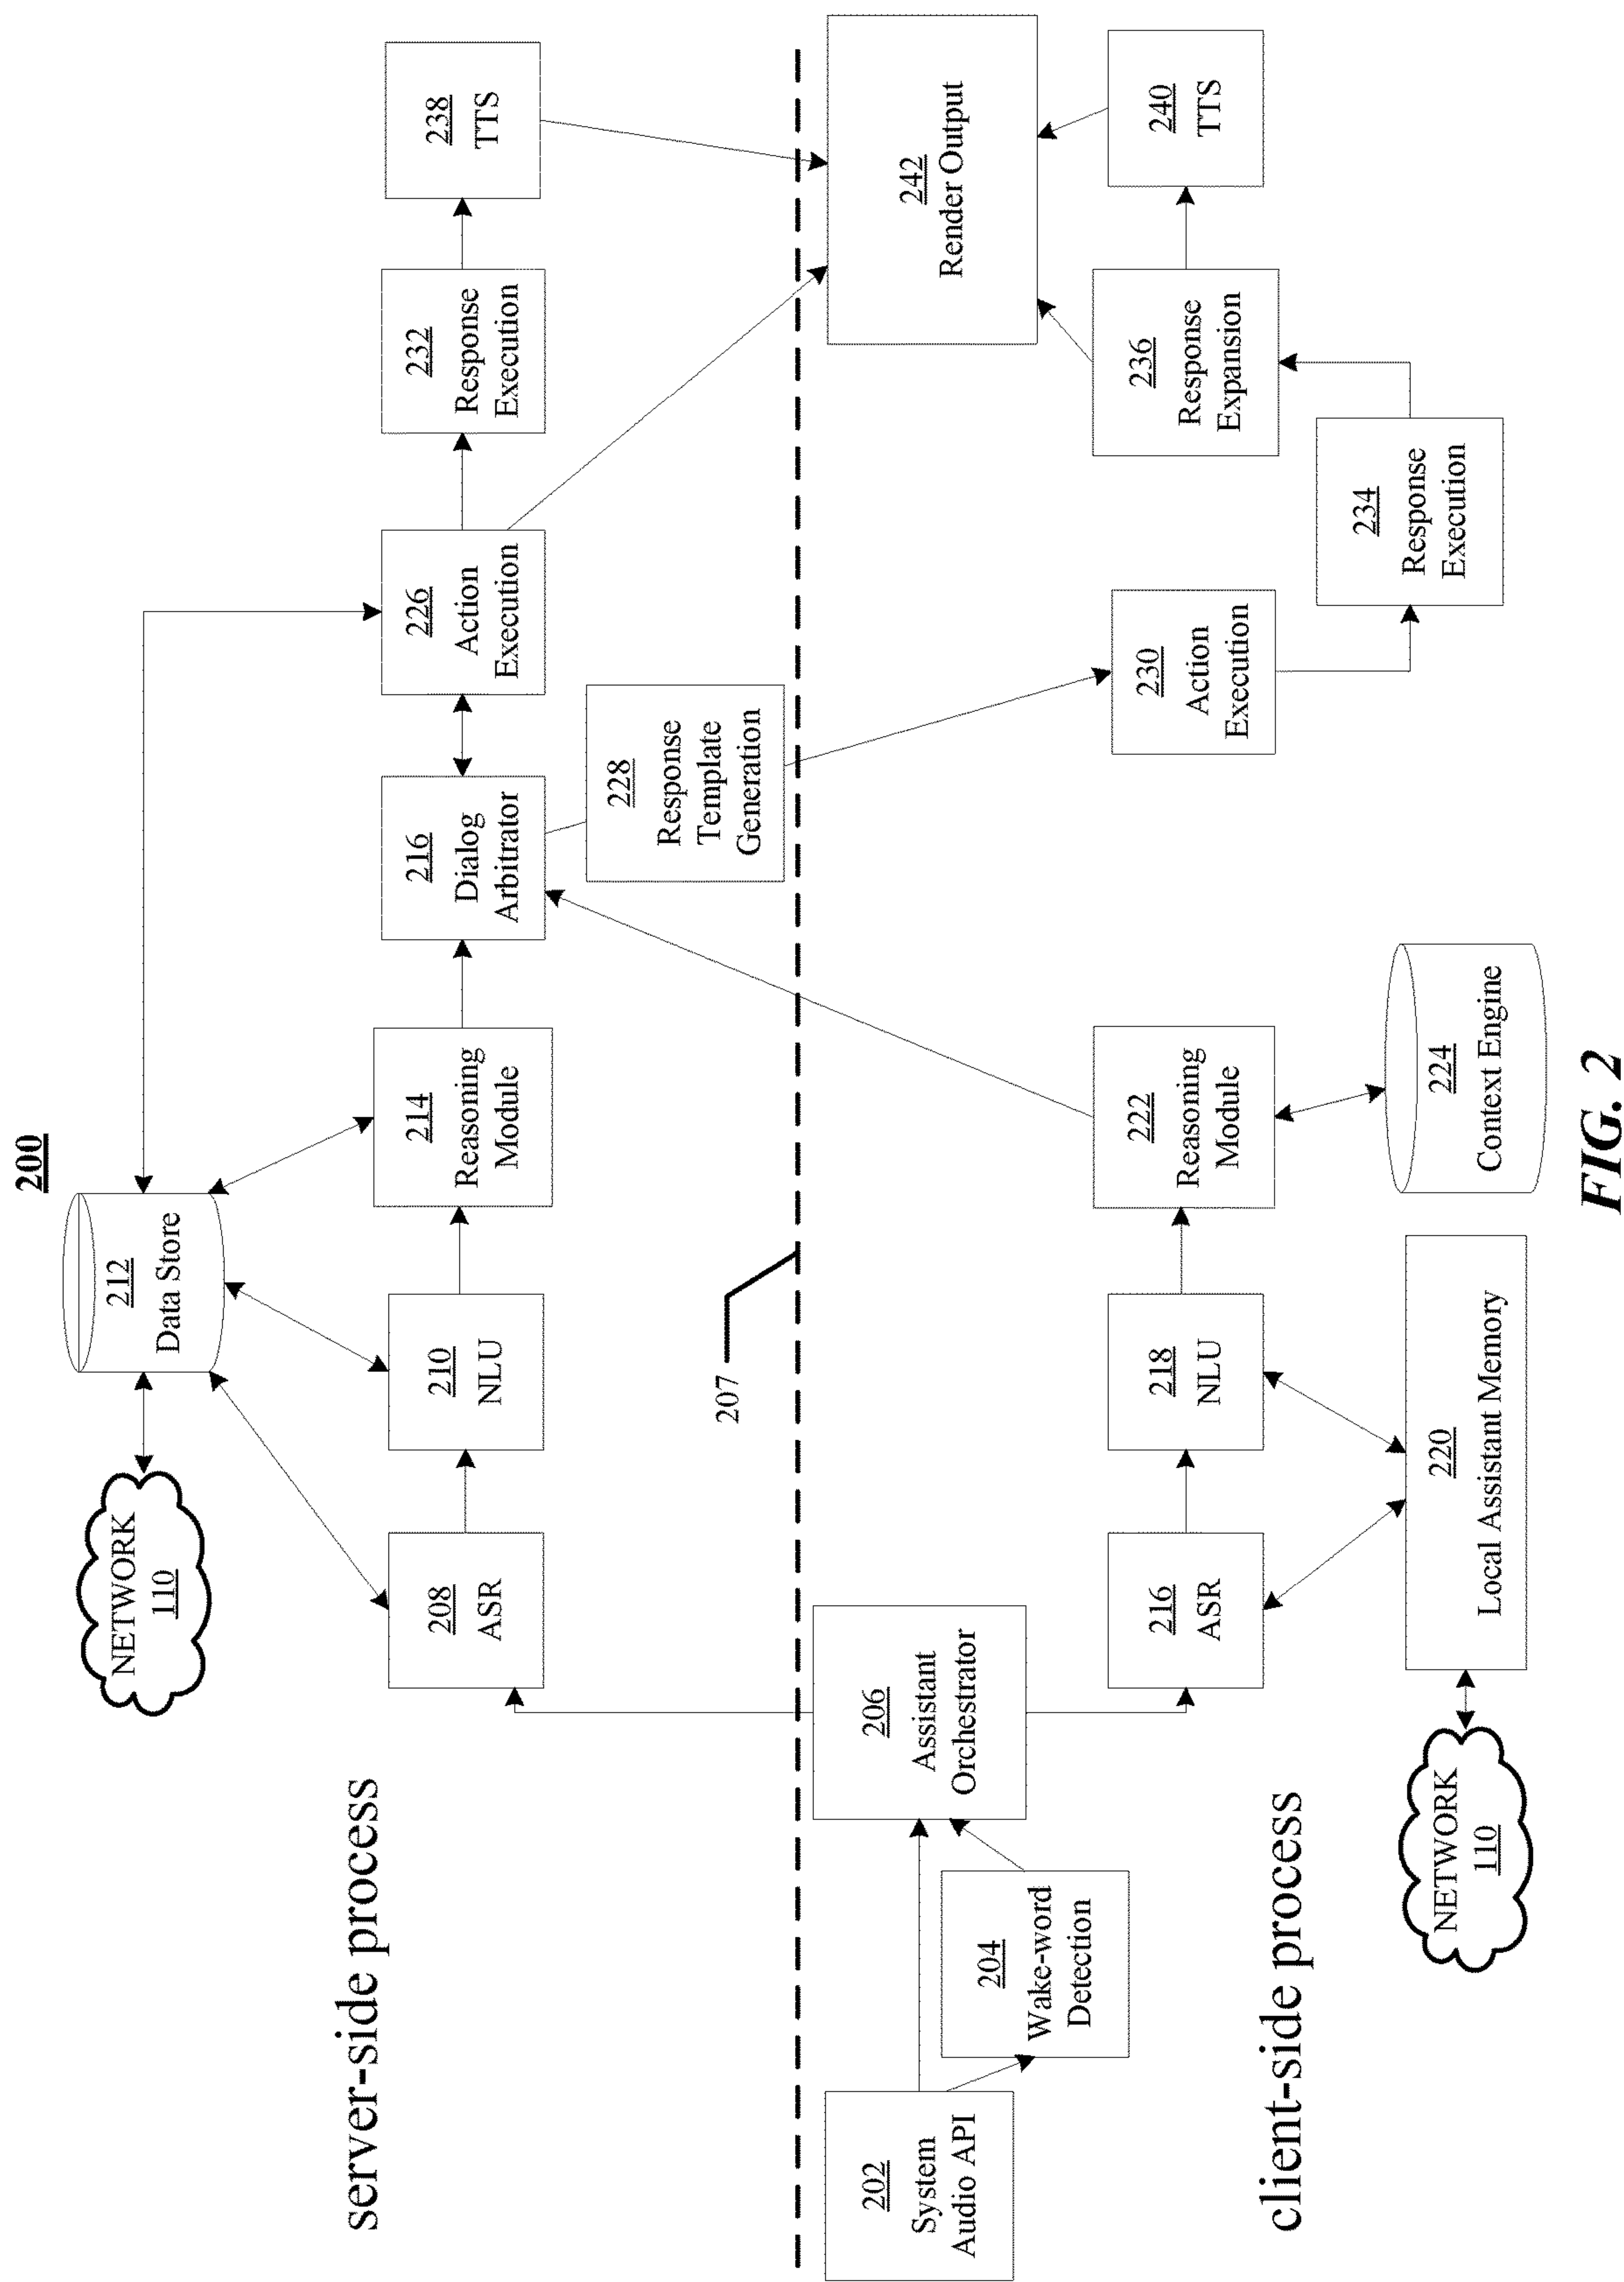 200
NETWORK
110
212
Data Store
server-side process
208
ASR
210
NLU
214
Reasoning
Module
216
Dialog
Arbitrator
226
Action
Execution
232
Response
Execution
238
TTS
228
Response
Template
Generation
207
202
System
Audio API
204
Wake-word
Detection
206
Assistant
Orchestrator
client-side process
216
ASR
218
NLU
222
Reasoning
Module
230
Action
Execution
234
Response
Execution
236
Response
Expansion
240
TTS
242
Render Output
NETWORK
110
220
Local Assistant Memory
224
Context Engine
FIG. 2